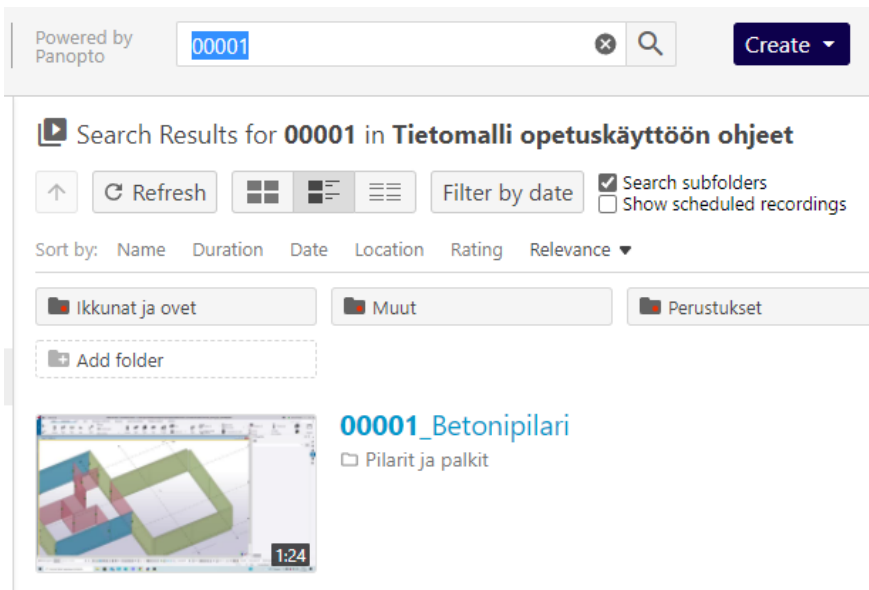 Powered by
Panopto
00001
Create
Search Results for 00001 in Tietomalli opetuskäyttöön ohjeet
Refresh
Filter by date
Search subfolders
Show scheduled recordings
Sort by: Name Duration Date Location Rating Relevance
Ikkunat ja ovet
Muut
Perustukset
Add folder
00001_Betonipilari
Pilarit ja palkit
1:24